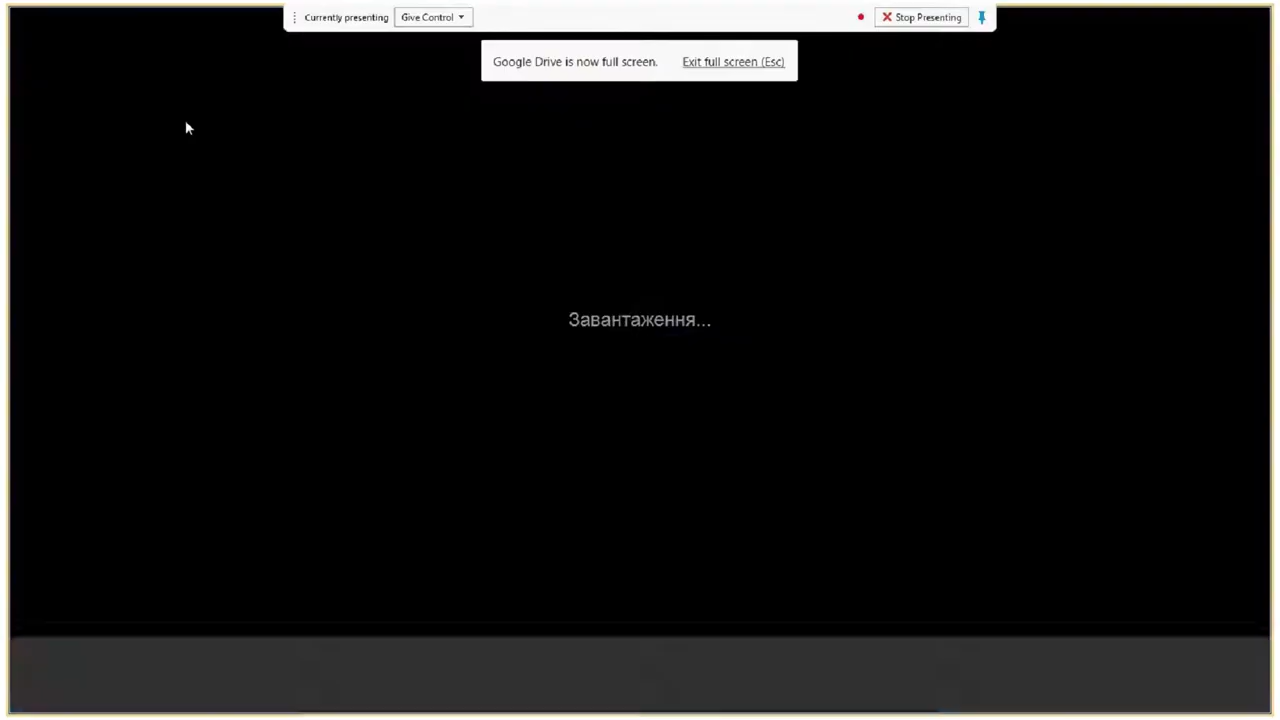 Currently presenting Give Control Stop Presenting
Google Drive is now full screen. Exit full screen (Esc)
Завантаження...